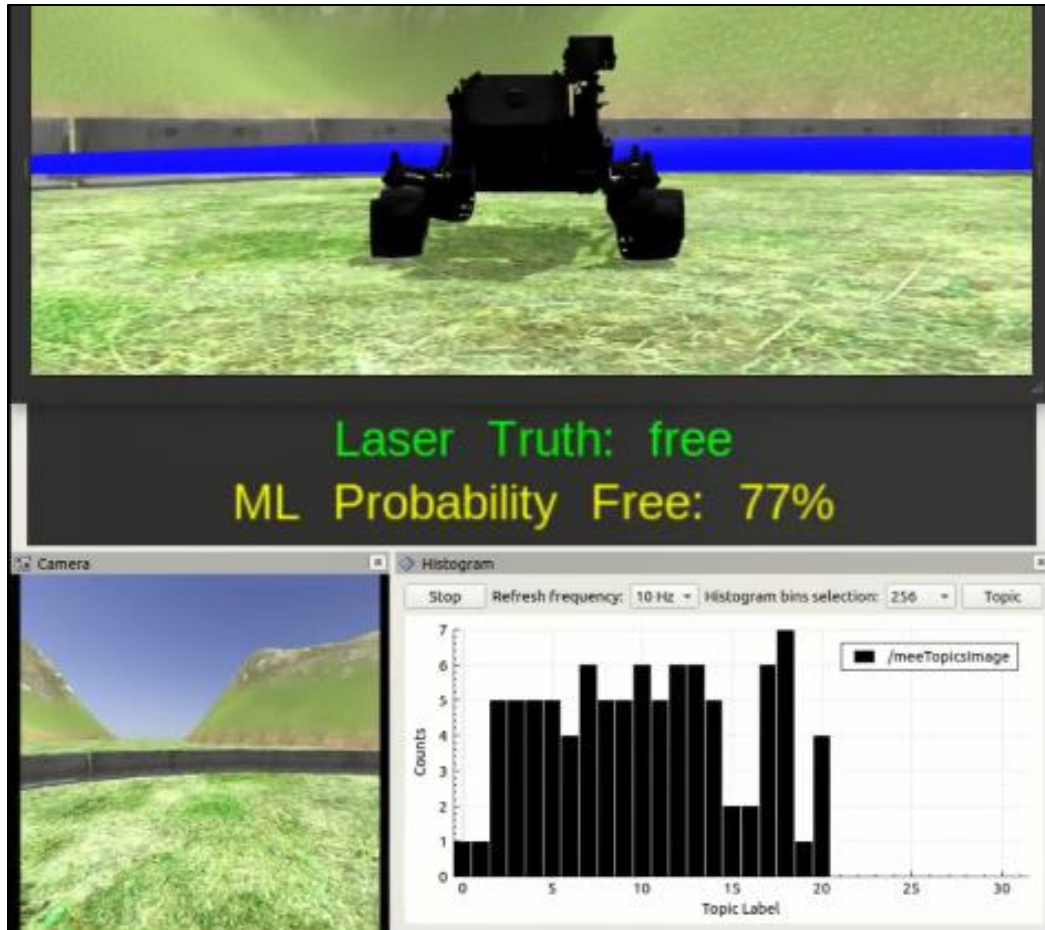 Laser Truth: free
ML Probability Free: 77%
Camera
Histogram
Stop Refresh frequency: 10 Hz Histogram bins selection: 256 Topic
/meeTopicsImage
7
6
5
4
3
2
1
0
Counts
0 5 10 15 20 25 30
Topic Label